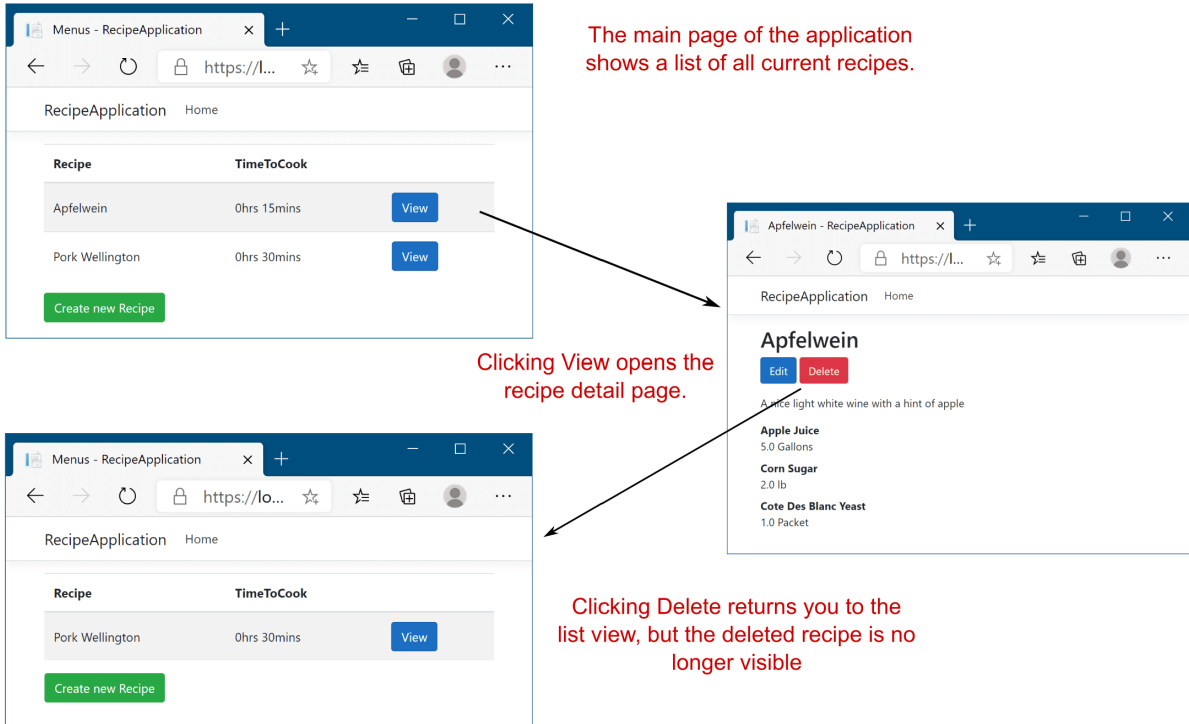 Menus - RecipeApplication
https://l...
RecipeApplication Home
Recipe TimeToCook
Apfelwein 0hrs 15mins View
Pork Wellington 0hrs 30mins View
Create new Recipe
The main page of the application
shows a list of all current recipes.
Clicking View opens the
recipe detail page.
Apfelwein - RecipeApplication
https://l...
RecipeApplication Home
Apfelwein
Edit Delete
A nice light white wine with a hint of apple
Apple Juice
5.0 Gallons
Corn Sugar
2.0 lb
Cote Des Blanc Yeast
1.0 Packet
Menus - RecipeApplication
https://lo...
RecipeApplication Home
Recipe TimeToCook
Pork Wellington 0hrs 30mins View
Create new Recipe
Clicking Delete returns you to the
list view, but the deleted recipe is no
longer visible